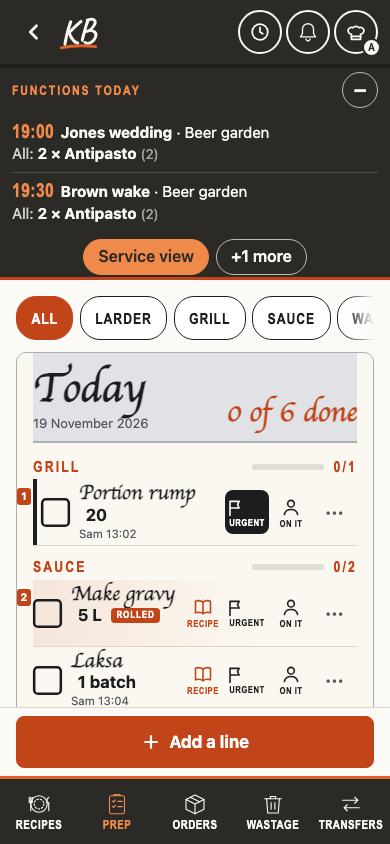 KB
A
FUNCTIONS TODAY
19:00 Jones wedding · Beer garden
All: 2 × Antipasto (2)
19:30 Brown wake · Beer garden
All: 2 × Antipasto (2)
Service view
+1 more
ALL
LARDER
GRILL
SAUCE
WA
Today
19 November 2026
0 of 6 done
GRILL
0/1
1
Portion rump
20
Sam 13:02
URGENT
ON IT
SAUCE
0/2
2
Make gravy
5 L ROLLED
RECIPE
URGENT
ON IT
Laksa
1 batch
Sam 13:04
RECIPE
URGENT
ON IT
+ Add a line
RECIPES
PREP
ORDERS
WASTAGE
TRANSFERS